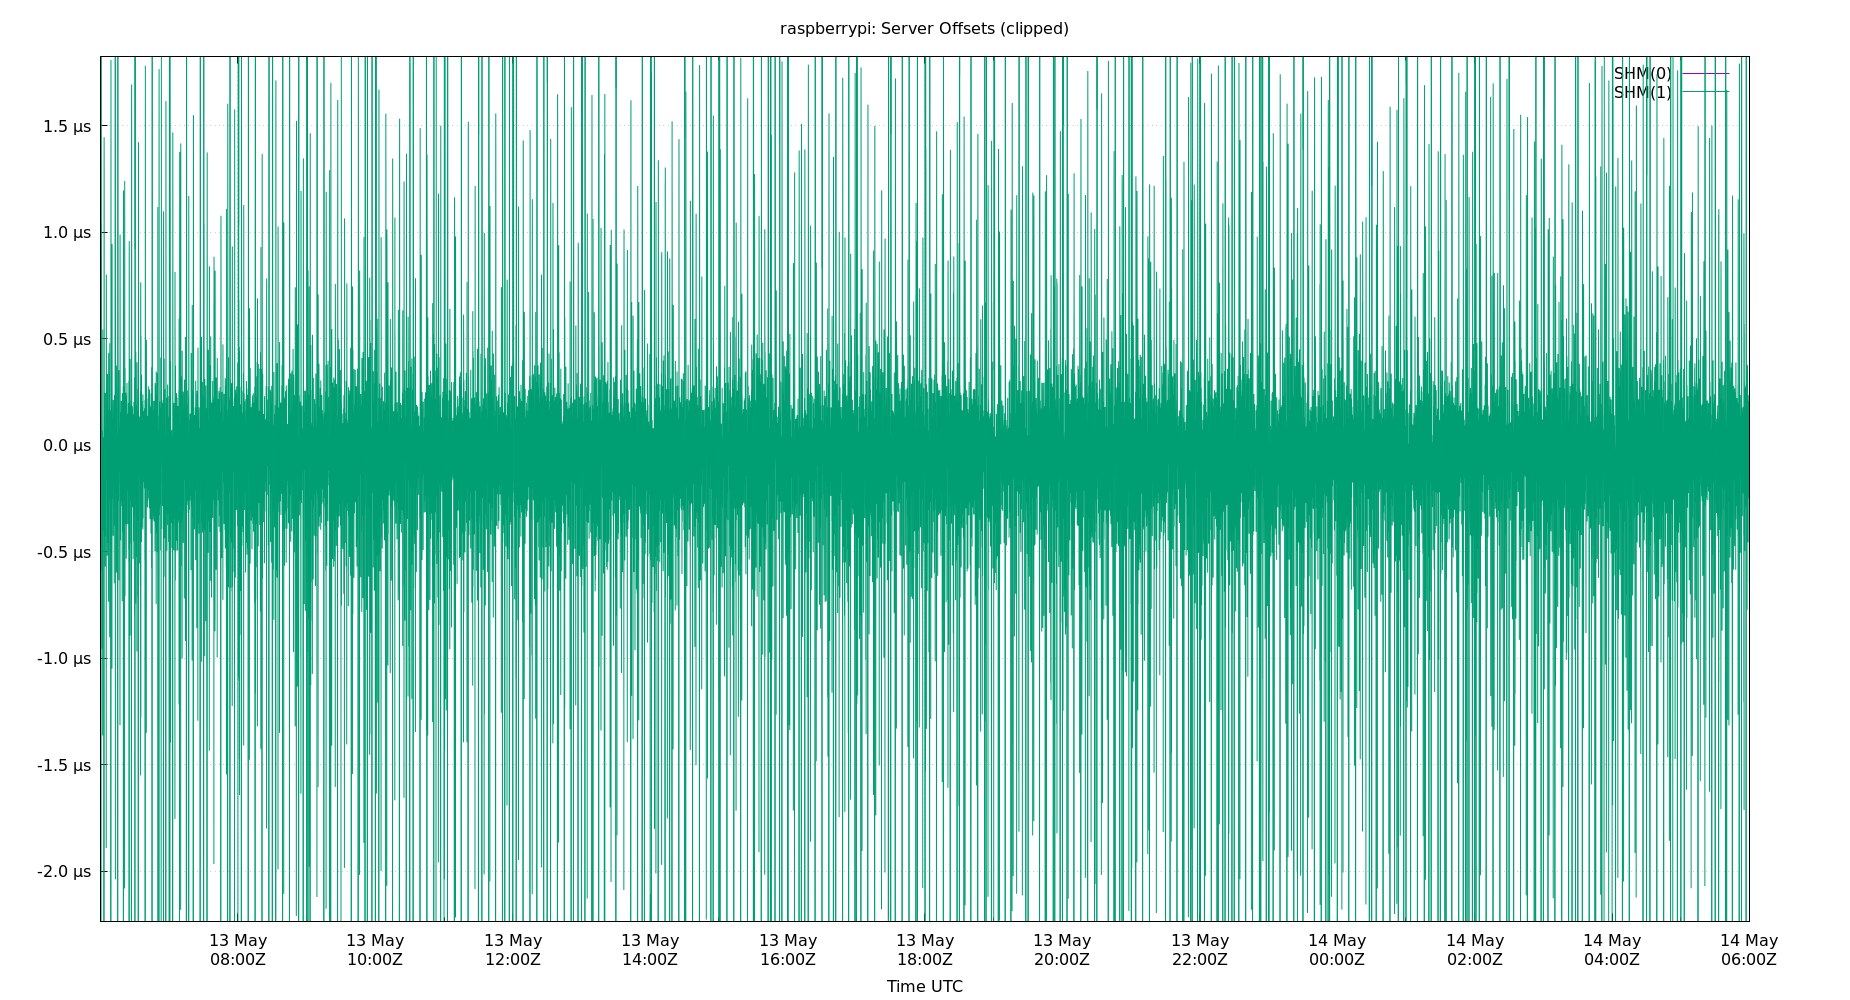 raspberrypi: Server Offsets (clipped)
SHM(0)
SHM(1)
1.5 µs
1.0 µs
0.5 µs
0.0 µs
-0.5 µs
-1.0 µs
-1.5 µs
-2.0 µs
13 May 13 May 13 May 13 May 13 May 13 May 13 May 13 May 14 May 14 May 14 May 14 May
08:00Z 10:00Z 12:00Z 14:00Z 16:00Z 18:00Z 20:00Z 22:00Z 00:00Z 02:00Z 04:00Z 06:00Z
Time UTC